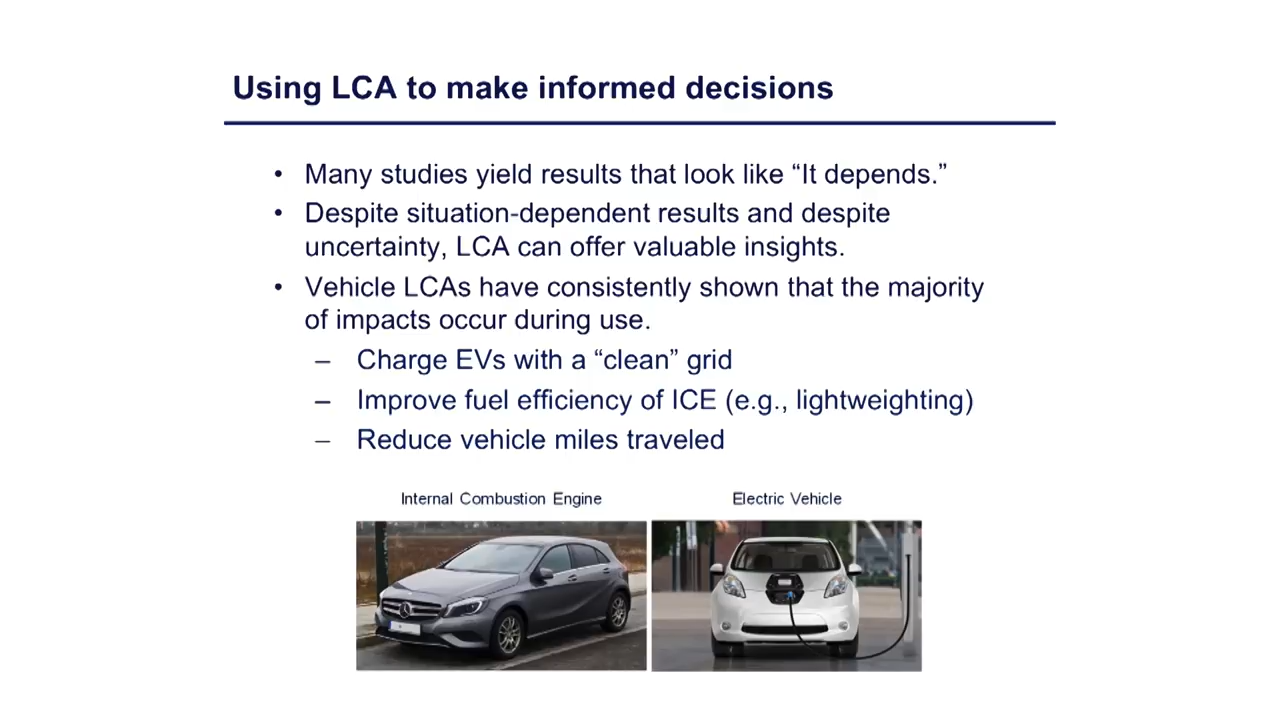 Using LCA to make informed decisions
• Many studies yield results that look like “It depends.”
• Despite situation-dependent results and despite
uncertainty, LCA can offer valuable insights.
• Vehicle LCAs have consistently shown that the majority
of impacts occur during use.
– Charge EVs with a “clean” grid
– Improve fuel efficiency of ICE (e.g., lightweighting)
– Reduce vehicle miles traveled
Internal Combustion Engine
Electric Vehicle